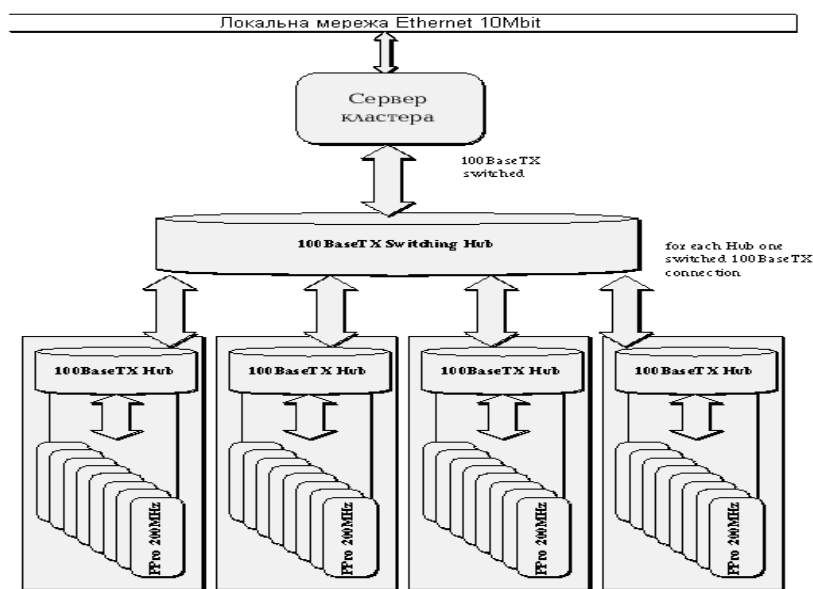 Локальна мережа Ethernet 10Mbit
Сервер
кластера
100BaseTX
switched
100BaseTX Switching Hub
for each Hub one
switched 100BaseTX
connection
100BaseTX Hub
100BaseTX Hub
100BaseTX Hub
100BaseTX Hub
PPro 200MHz
PPro 200MHz
PPro 200MHz
PPro 200MHz